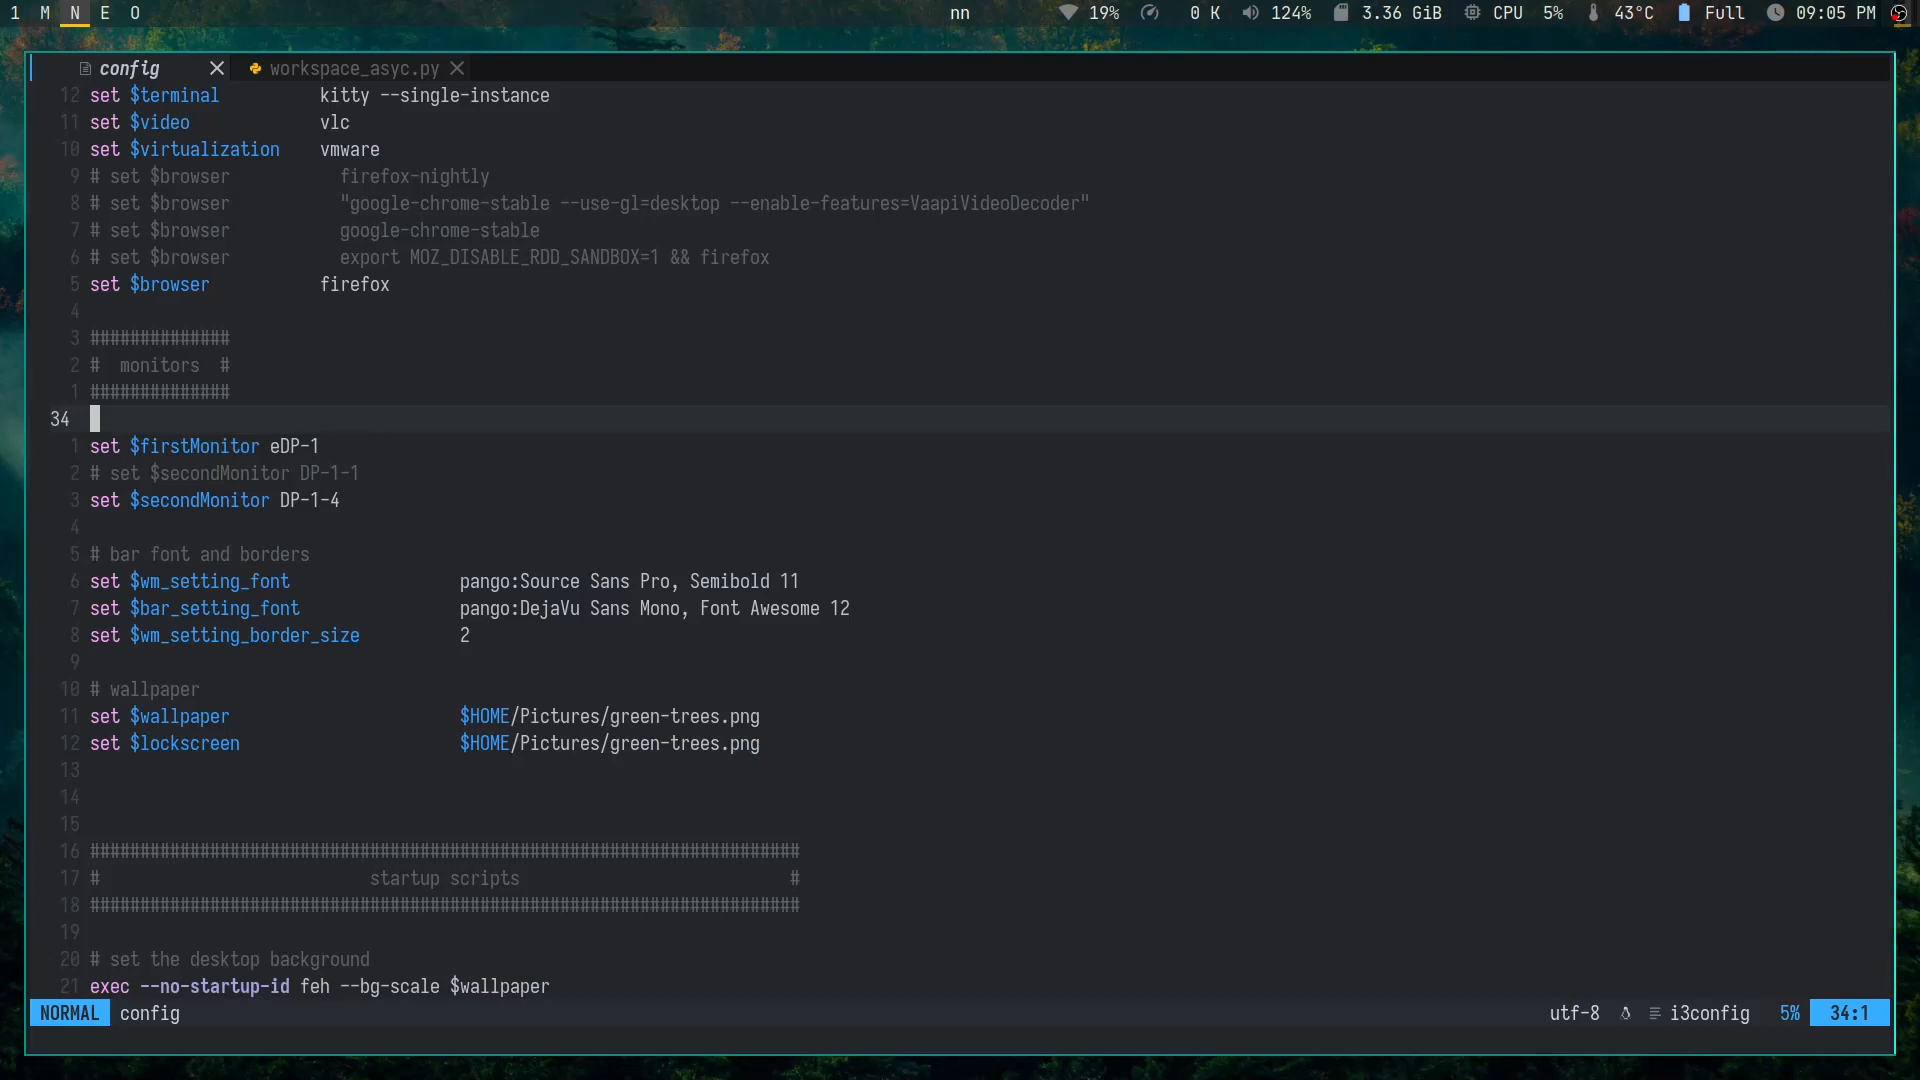 1 M N E O nn 19% 0 K 124% 3.36 GiB CPU 5% 43°C Full 09:05 PM
config workspace_asyc.py
12 set $terminal kitty --single-instance
11 set $video vlc
10 set $virtualization vmware
9 # set $browser firefox-nightly
8 # set $browser "google-chrome-stable --use-gl=desktop --enable-features=VaapiVideoDecoder"
7 # set $browser google-chrome-stable
6 # set $browser export MOZ_DISABLE_RDD_SANDBOX=1 && firefox
5 set $browser firefox
4
3 ##############
2 # monitors #
1 ##############
34
1 set $firstMonitor eDP-1
2 # set $secondMonitor DP-1-1
3 set $secondMonitor DP-1-4
4
5 # bar font and borders
6 set $wm_setting_font pango:Source Sans Pro, Semibold 11
7 set $bar_setting_font pango:DejaVu Sans Mono, Font Awesome 12
8 set $wm_setting_border_size 2
9
10 # wallpaper
11 set $wallpaper $HOME/Pictures/green-trees.png
12 set $lockscreen $HOME/Pictures/green-trees.png
13
14
15
16 #######################################################################
17 # startup scripts #
18 #######################################################################
19
20 # set the desktop background
21 exec --no-startup-id feh --bg-scale $wallpaper
NORMAL config utf-8 i3config 5% 34:1